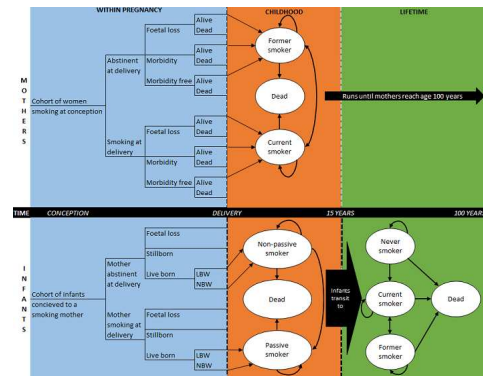 WITHIN PREGNANCY
CHILDHOOD
LIFETIME
MOTHERS
Cohort of women
smoking at conception
Abstinent
at delivery
Foetal loss
Alive
Dead
Morbidity
Alive
Dead
Morbidity free
Alive
Dead
Smoking at
delivery
Foetal loss
Alive
Dead
Morbidity
Alive
Dead
Morbidity free
Alive
Dead
Former
smoker
Dead
Current
smoker
Runs until mothers reach age 100 years
TIME
CONCEPTION
DELIVERY
15 YEARS
100 YEARS
INFANTS
Cohort of Infants
concieved to a
smoking mother
Mother
abstinent
at delivery
Foetal loss
Stillborn
Live born
LBW
NBW
Mother
smoking at
delivery
Foetal loss
Stillborn
Live born
LBW
NBW
Non-passive
smoker
Dead
Passive
smoker
Infants
transit
to
Never
smoker
Current
smoker
Former
smoker
Dead